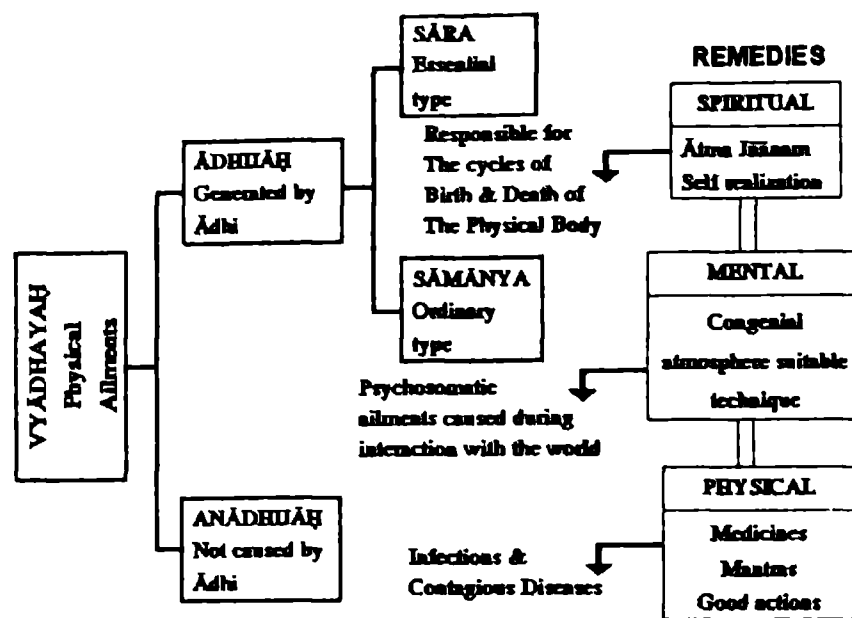 VYĀDHAYAḤ
Physical
Ailments
ĀDHIJĀḤ
Generated by
Ādhi
ANĀDHIJĀḤ
Not caused by
Ādhi
SĀRA
Essential
type
Responsible for
The cycles of
Birth & Death of
The Physical Body
SĀMĀNYA
Ordinary
type
Psychosomatic
ailments caused during
interaction with the world
Infections &
Contagious Diseases
REMEDIES
SPIRITUAL
Ātma Jñānam
Self realization
MENTAL
Congenial
atmosphere suitable
technique
PHYSICAL
Medicines
Mantras
Good actions